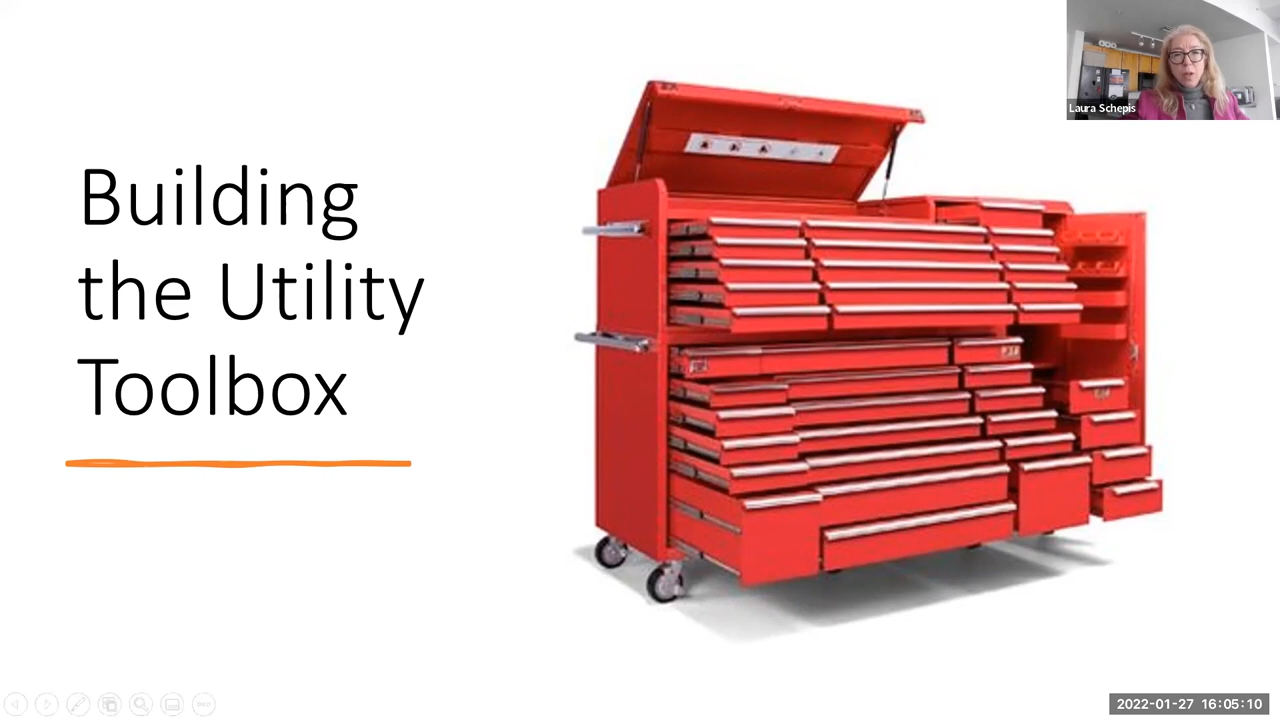 Laura Schepis
Building
the Utility
Toolbox
2022-01-27 16:05:10